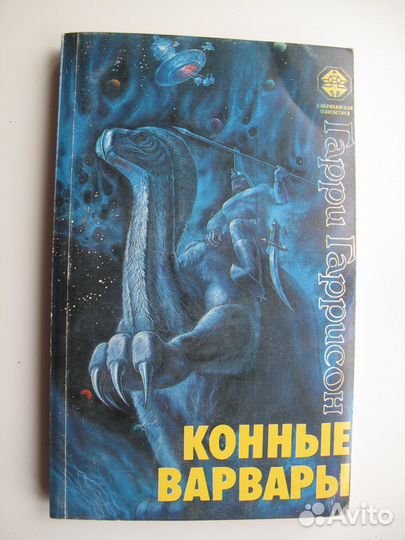 АМЕРИКАНСКАЯ
ФАНТАСТИКА
Гарри Гаррисон
КОННЫЕ
ВАРВАРЫ
Avito